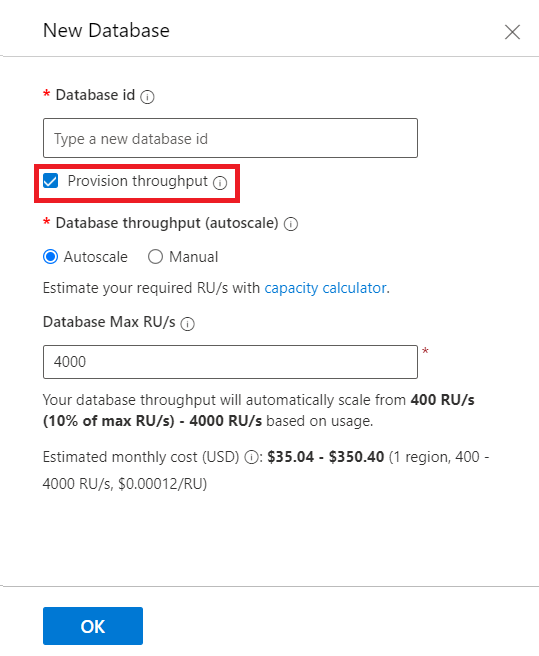 New Database
* Database id
Type a new database id
Provision throughput
* Database throughput (autoscale)
Autoscale Manual
Estimate your required RU/s with capacity calculator.
Database Max RU/s
4000 *
Your database throughput will automatically scale from 400 RU/s
(10% of max RU/s) - 4000 RU/s based on usage.
Estimated monthly cost (USD) : $35.04 - $350.40 (1 region, 400 -
4000 RU/s, $0.00012/RU)
OK